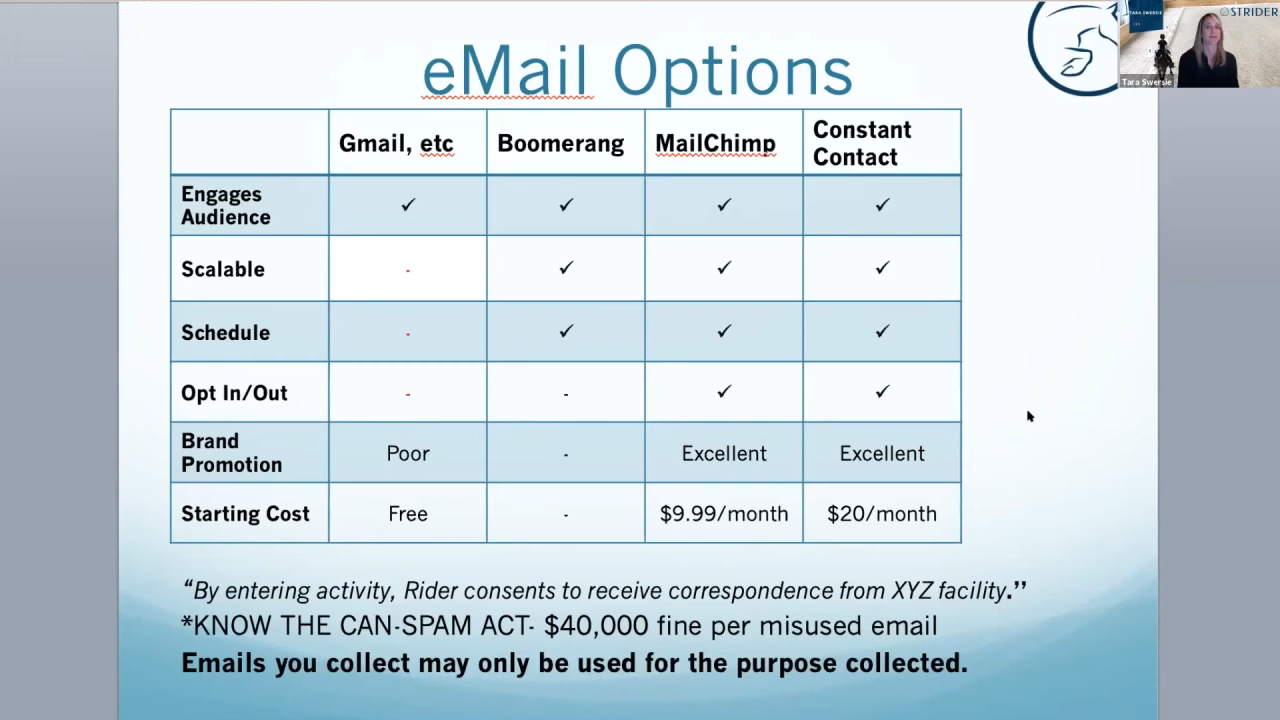 eMail Options
STRIDER
TARA SWERSIE
Tara Swersie
Gmail, etc Boomerang MailChimp Constant Contact
Engages Audience ✓ ✓ ✓ ✓
Scalable - ✓ ✓ ✓
Schedule - ✓ ✓ ✓
Opt In/Out - - ✓ ✓
Brand Promotion Poor - Excellent Excellent
Starting Cost Free - $9.99/month $20/month
“By entering activity, Rider consents to receive correspondence from XYZ facility.”
*KNOW THE CAN-SPAM ACT- $40,000 fine per misused email
Emails you collect may only be used for the purpose collected.